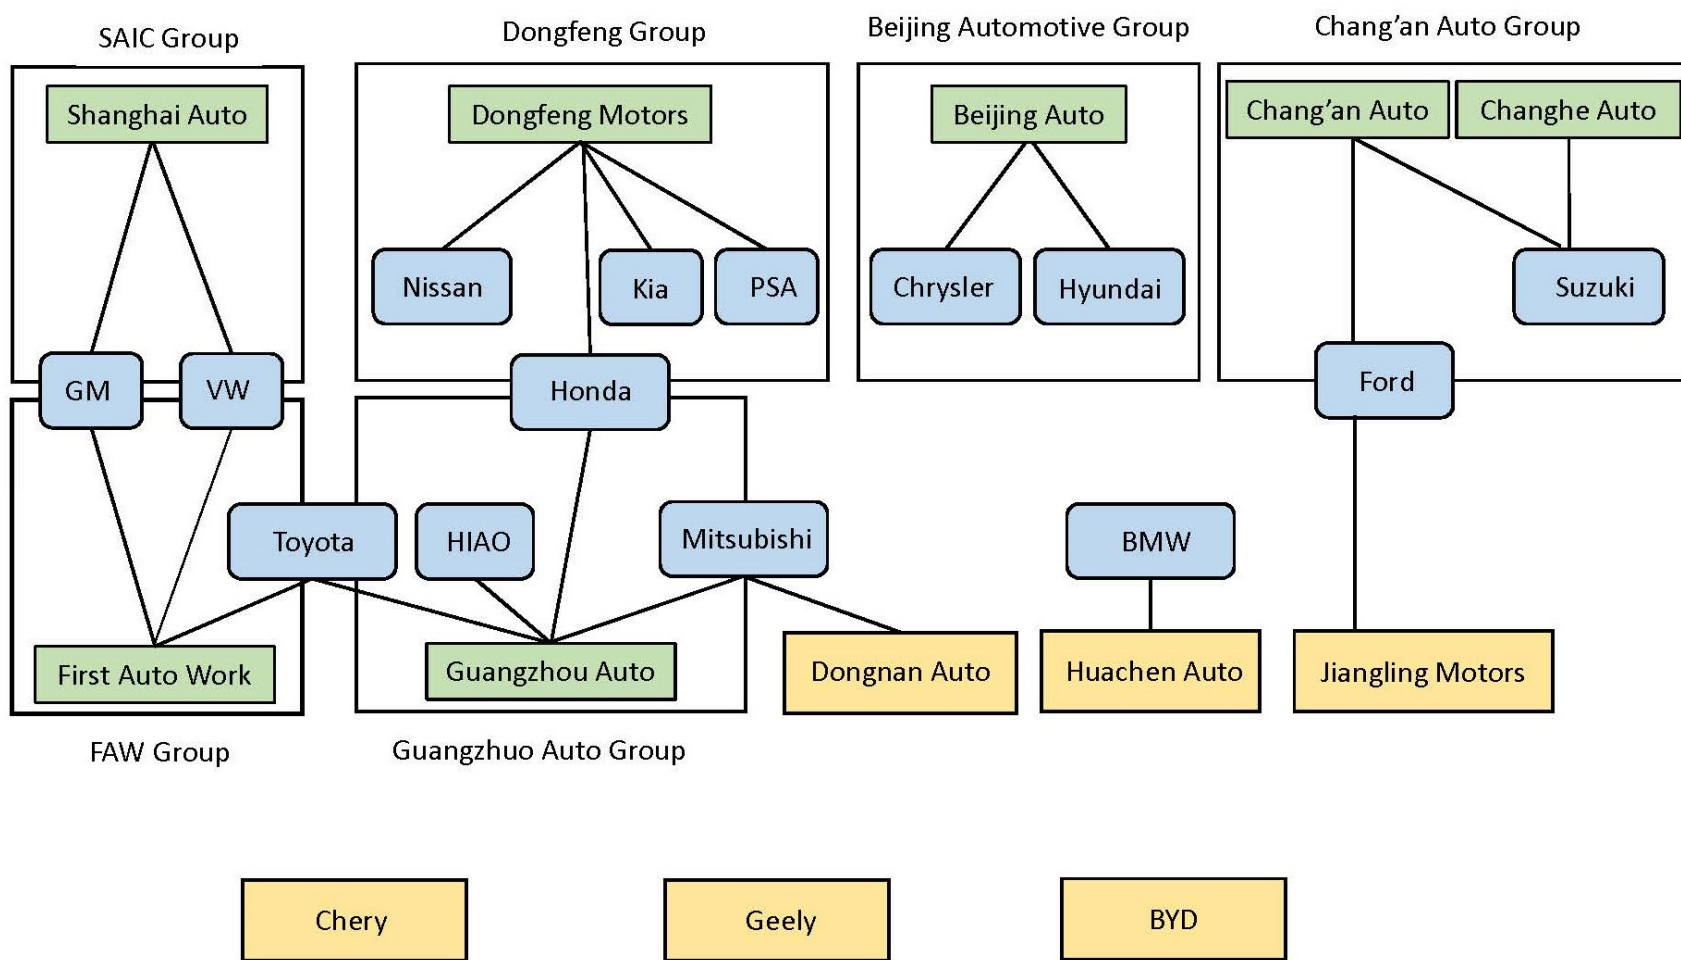 SAIC Group
Dongfeng Group
Beijing Automotive Group
Chang’an Auto Group
Shanghai Auto
Dongfeng Motors
Beijing Auto
Chang’an Auto
Changhe Auto
Nissan
Kia
PSA
Chrysler
Hyundai
Suzuki
GM
VW
Honda
Ford
Toyota
HIAO
Mitsubishi
BMW
First Auto Work
Guangzhou Auto
Dongnan Auto
Huachen Auto
Jiangling Motors
FAW Group
Guangzhuo Auto Group
Chery
Geely
BYD